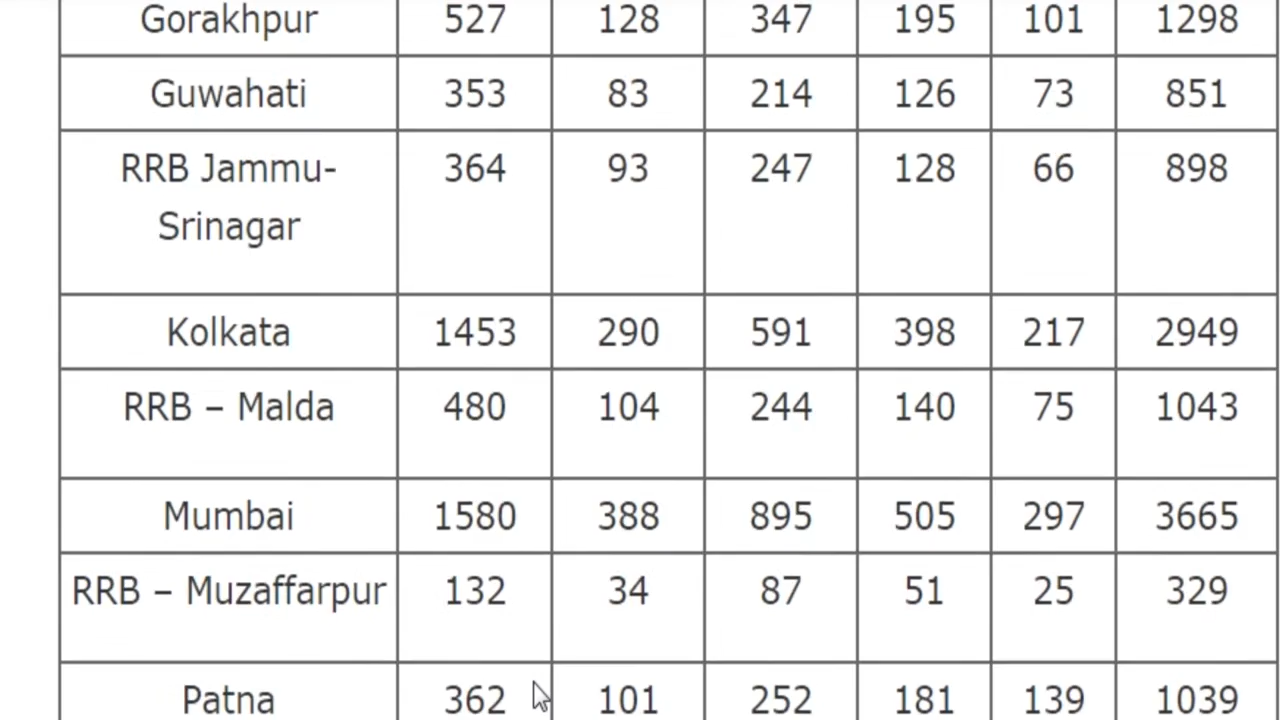 Gorakhpur 527 128 347 195 101 1298
Guwahati 353 83 214 126 73 851
RRB Jammu- 364 93 247 128 66 898
Srinagar
Kolkata 1453 290 591 398 217 2949
RRB – Malda 480 104 244 140 75 1043
Mumbai 1580 388 895 505 297 3665
RRB – Muzaffarpur 132 34 87 51 25 329
Patna 362 101 252 181 139 1039